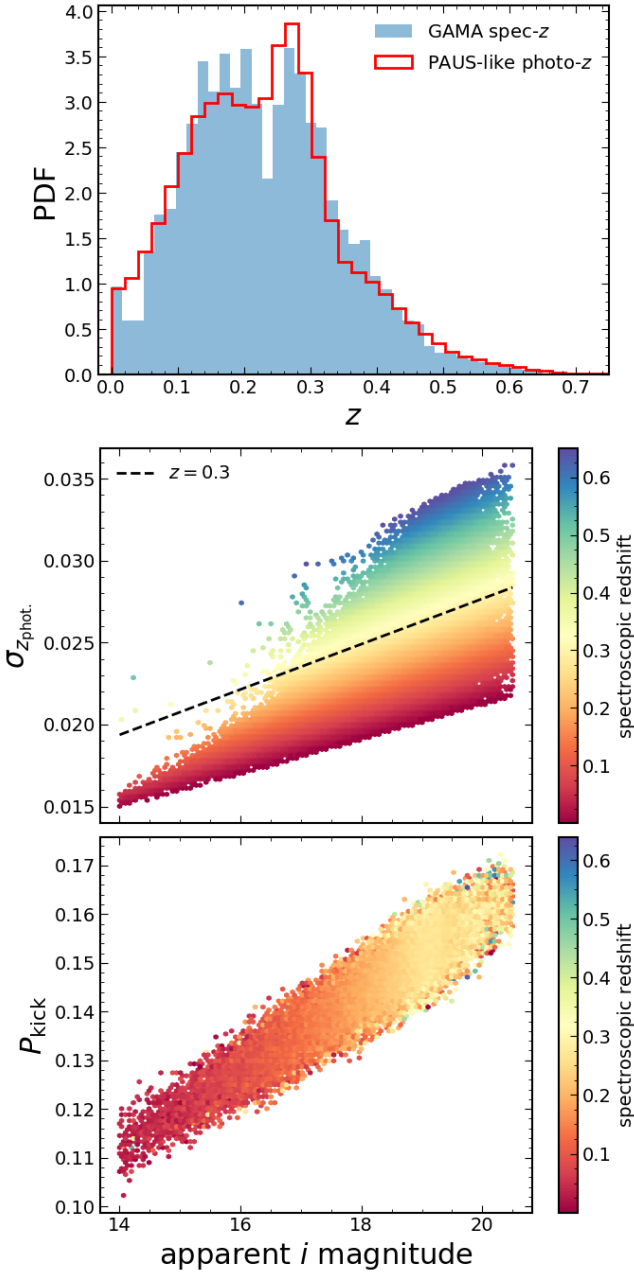 GAMA spec-z
PAUS-like photo-z
PDF
4.0
3.5
3.0
2.5
2.0
1.5
1.0
0.5
0.0
0.0 0.1 0.2 0.3 0.4 0.5 0.6 0.7
z
z = 0.3
σzphot.
0.035
0.030
0.025
0.020
0.015
0.6
0.5
0.4
0.3
0.2
0.1
spectroscopic redshift
Pkick
0.17
0.16
0.15
0.14
0.13
0.12
0.11
0.10
0.6
0.5
0.4
0.3
0.2
0.1
spectroscopic redshift
14 16 18 20
apparent i magnitude